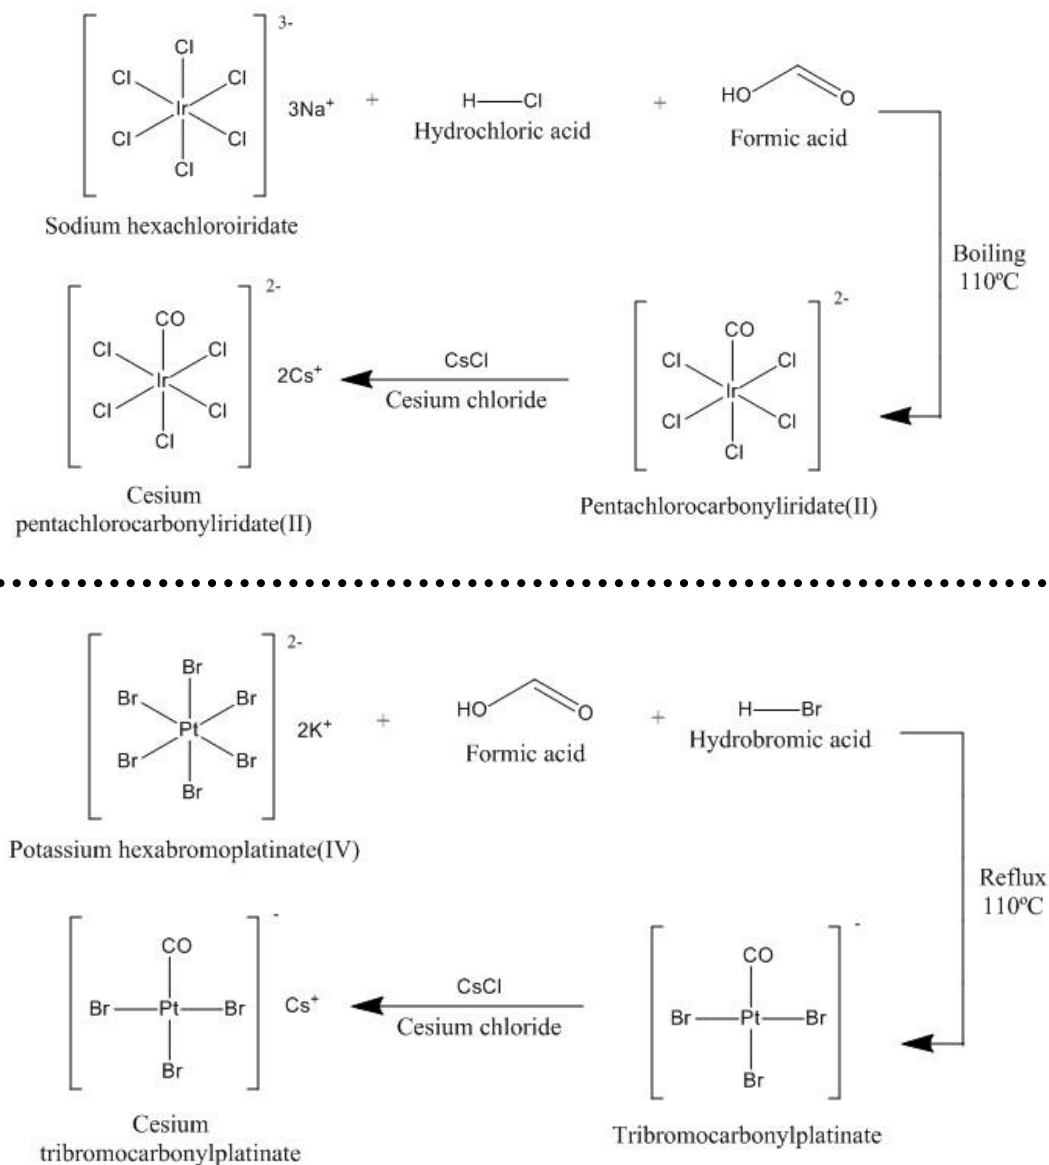 3-
Cl
Cl Cl
Ir 3Na⁺ + H Cl + HO O
Cl Cl
Cl
Hydrochloric acid
Formic acid
Sodium hexachloroiridate
Boiling
110ºC
2-
CO
Cl Cl
Ir 2Cs⁺
Cl Cl
Cl
CsCl
Cesium chloride
2-
CO
Cl Cl
Ir
Cl Cl
Cl
Cesium
pentachlorocarbonyliridate(II)
Pentachlorocarbonyliridate(II)
2-
Br
Br Br
Pt 2K⁺ + HO O + H Br
Br Br
Br
Formic acid
Hydrobromic acid
Potassium hexabromoplatinate(IV)
Reflux
110ºC
-
CO
Br Pt Br Cs⁺
Br
CsCl
Cesium chloride
-
CO
Br Pt Br
Br
Cesium
tribromocarbonylplatinate
Tribromocarbonylplatinate